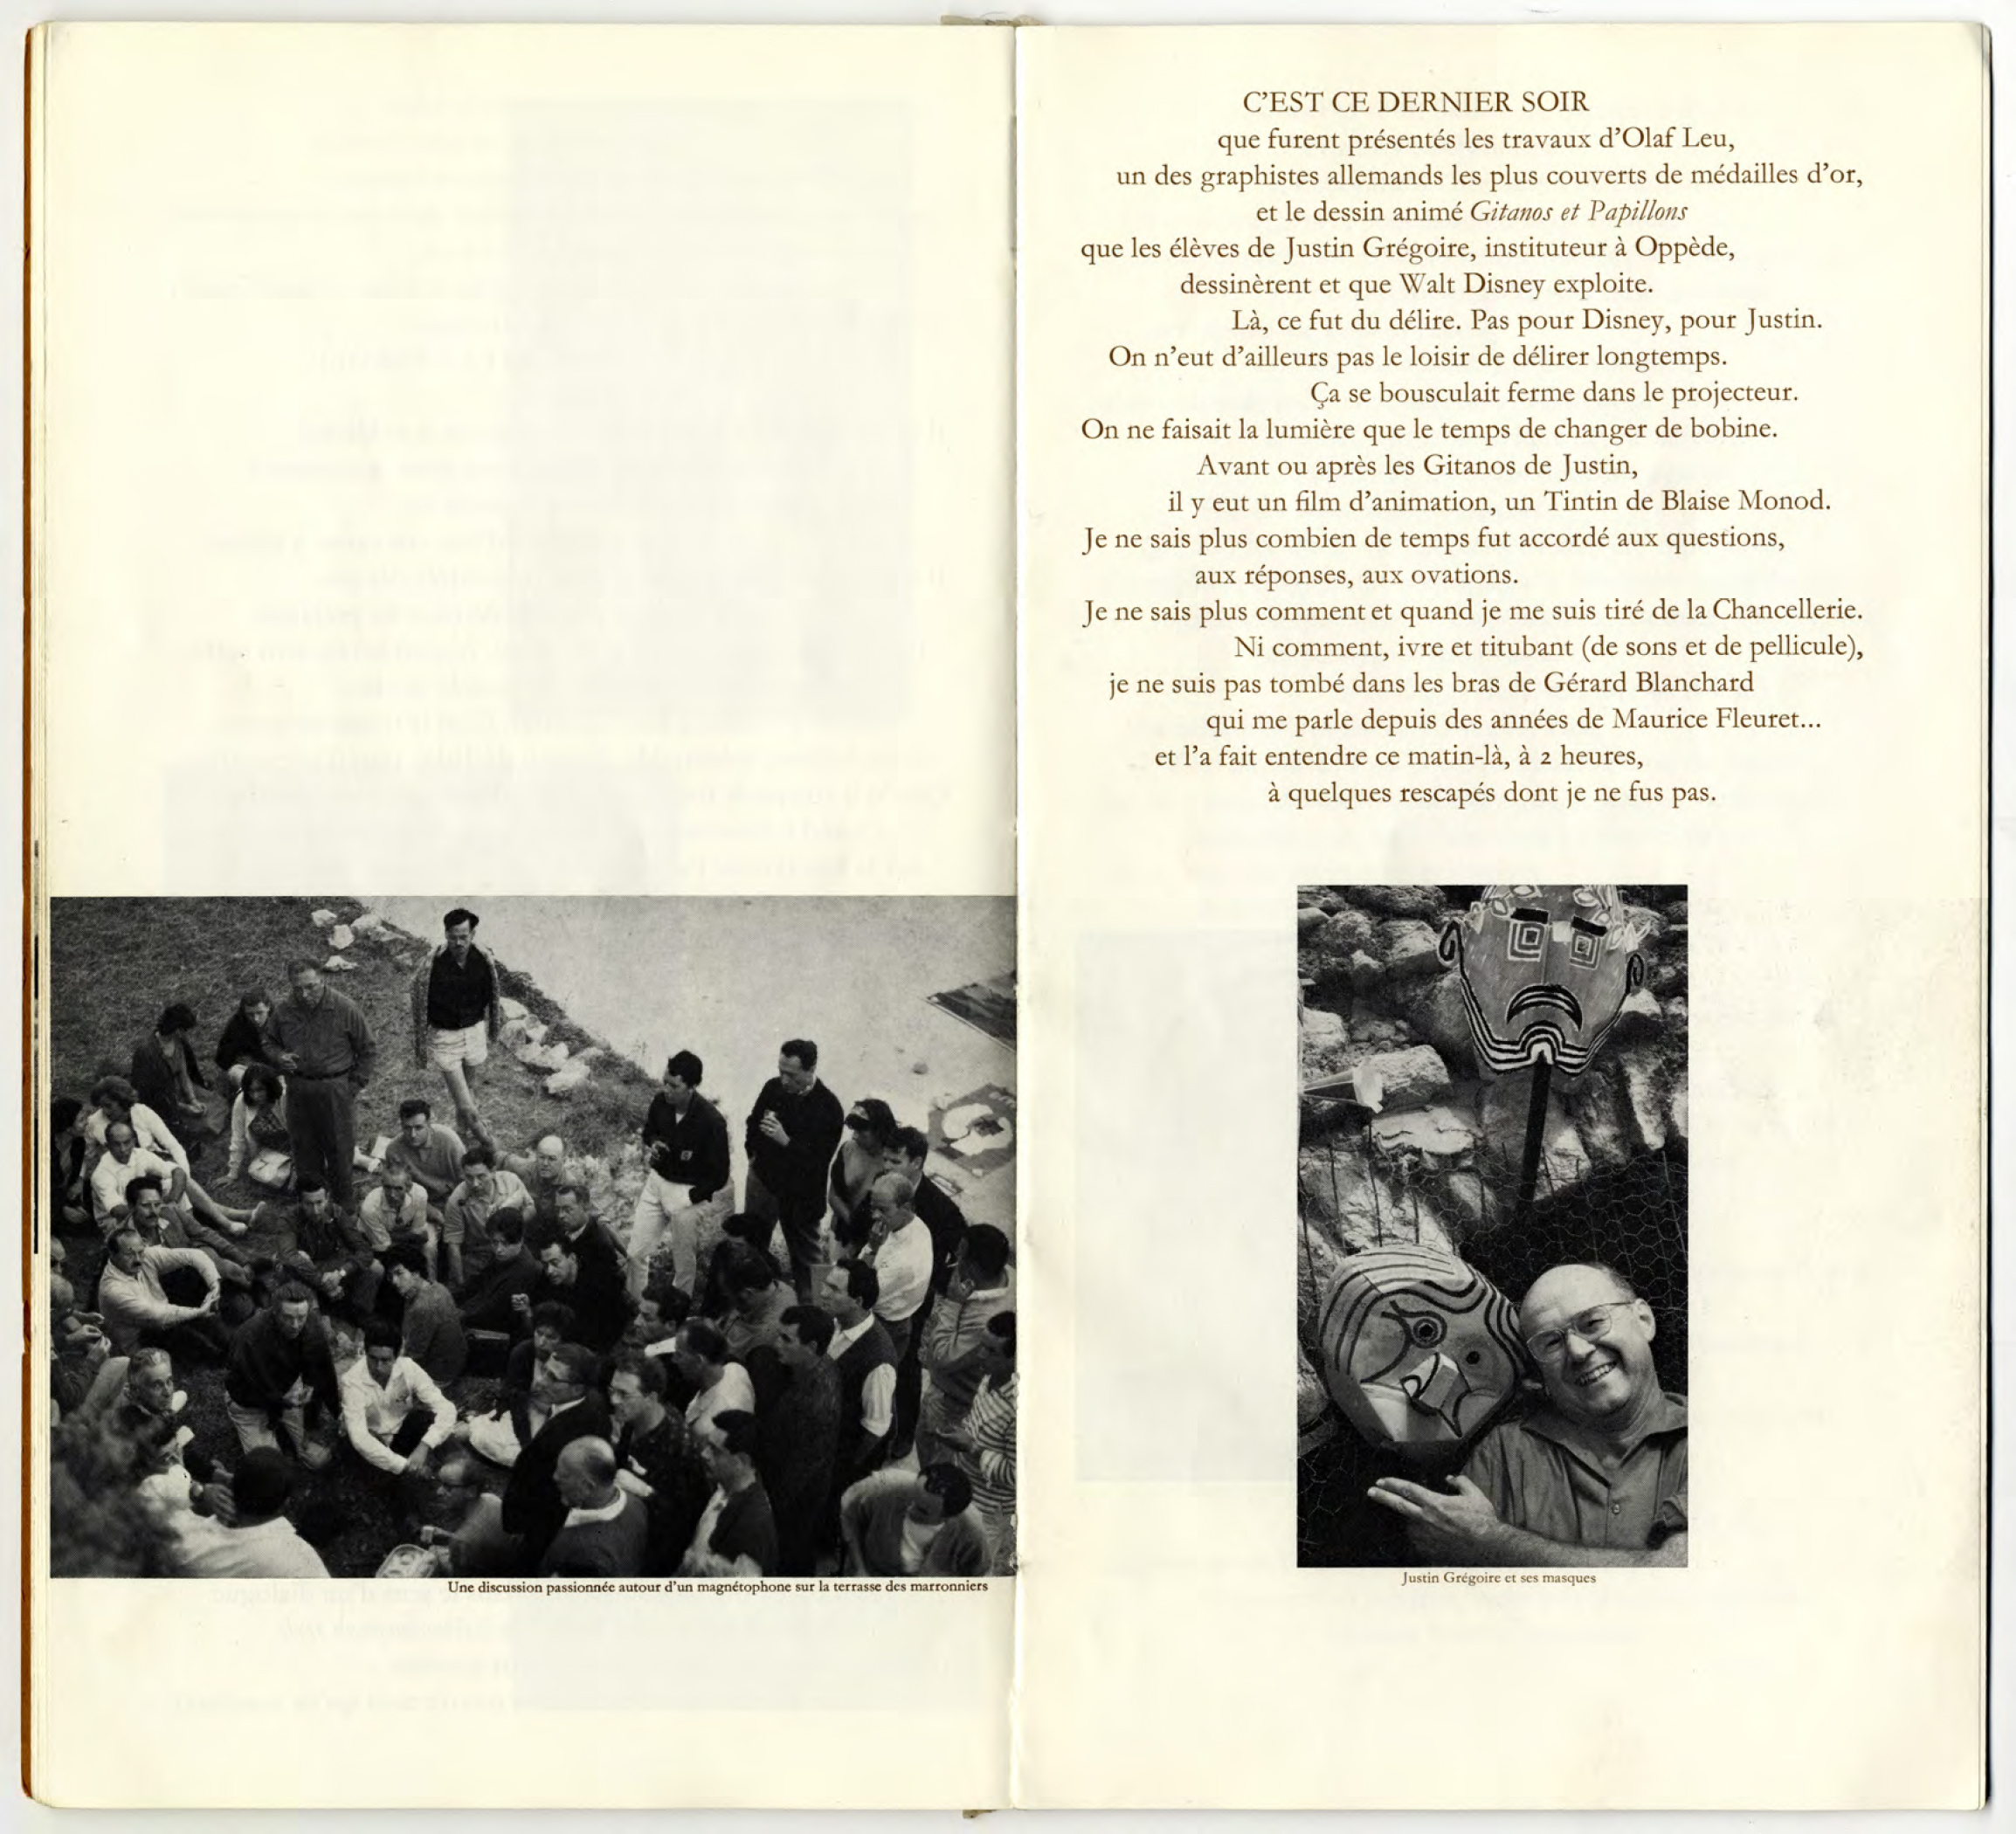 C'EST CE DERNIER SOIR
que furent présentés les travaux d'Olaf Leu,
un des graphistes allemands les plus couverts de médailles d'or,
et le dessin animé Gitanos et Papillons
que les élèves de Justin Grégoire, instituteur à Oppède,
dessinèrent et que Walt Disney exploite.
Là, ce fut du délire. Pas pour Disney, pour Justin.
On n'eut d'ailleurs pas le loisir de délirer longtemps.
Ça se bousculait ferme dans le projecteur.
On ne faisait la lumière que le temps de changer de bobine.
Avant ou après les Gitanos de Justin,
il y eut un film d'animation, un Tintin de Blaise Monod.
Je ne sais plus combien de temps fut accordé aux questions,
aux réponses, aux ovations.
Je ne sais plus comment et quand je me suis tiré de la Chancellerie.
Ni comment, ivre et titubant (de sons et de pellicule),
je ne suis pas tombé dans les bras de Gérard Blanchard
qui me parle depuis des années de Maurice Fleuret...
et l'a fait entendre ce matin-là, à 2 heures,
à quelques rescapés dont je ne fus pas.
Une discussion passionnée autour d'un magnétophone sur la terrasse des marronniers
Justin Grégoire et ses masques